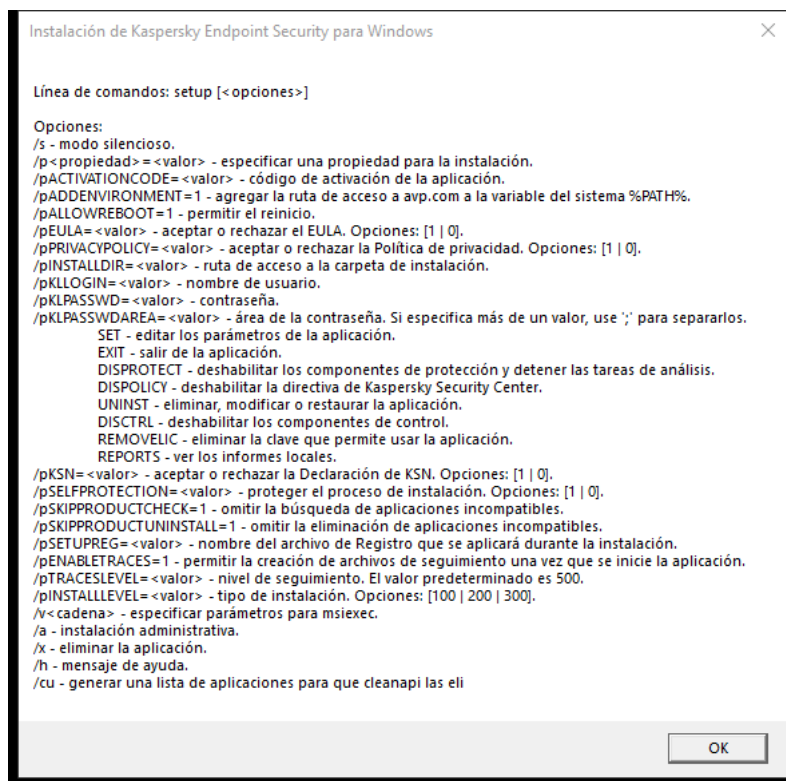 Instalación de Kaspersky Endpoint Security para Windows
Línea de comandos: setup [<opciones>]
Opciones:
/s - modo silencioso.
/p<propiedad>=<valor> - especificar una propiedad para la instalación.
/pACTIVATIONCODE=<valor> - código de activación de la aplicación.
/pADDENVIRONMENT=1 - agregar la ruta de acceso a avp.com a la variable del sistema %PATH%.
/pALLOWREBOOT=1 - permitir el reinicio.
/pEULA=<valor> - aceptar o rechazar el EULA. Opciones: [1 | 0].
/pPRIVACYPOLICY=<valor> - aceptar o rechazar la Política de privacidad. Opciones: [1 | 0].
/pINSTALLDIR=<valor> - ruta de acceso a la carpeta de instalación.
/pKLLOGIN=<valor> - nombre de usuario.
/pKLPASSWD=<valor> - contraseña.
/pKLPASSWDAREA=<valor> - área de la contraseña. Si especifica más de un valor, use ';' para separarlos.
SET - editar los parámetros de la aplicación.
EXIT - salir de la aplicación.
DISPROTECT - deshabilitar los componentes de protección y detener las tareas de análisis.
DISPOLICY - deshabilitar la directiva de Kaspersky Security Center.
UNINST - eliminar, modificar o restaurar la aplicación.
DISCTRL - deshabilitar los componentes de control.
REMOVELIC - eliminar la clave que permite usar la aplicación.
REPORTS - ver los informes locales.
/pKSN=<valor> - aceptar o rechazar la Declaración de KSN. Opciones: [1 | 0].
/pSELFPROTECTION=<valor> - proteger el proceso de instalación. Opciones: [1 | 0].
/pSKIPPRODUCTCHECK=1 - omitir la búsqueda de aplicaciones incompatibles.
/pSKIPPRODUCTUNINSTALL=1 - omitir la eliminación de aplicaciones incompatibles.
/pSETUPREG=<valor> - nombre del archivo de Registro que se aplicará durante la instalación.
/pENABLETRACES=1 - permitir la creación de archivos de seguimiento una vez que se inicie la aplicación.
/pTRACESLEVEL=<valor> - nivel de seguimiento. El valor predeterminado es 500.
/pINSTALLLEVEL=<valor> - tipo de instalación. Opciones: [100 | 200 | 300].
/v<cadena> - especificar parámetros para msiexec.
/a - instalación administrativa.
/x - eliminar la aplicación.
/h - mensaje de ayuda.
/cu - generar una lista de aplicaciones para que cleanapi las eli
OK